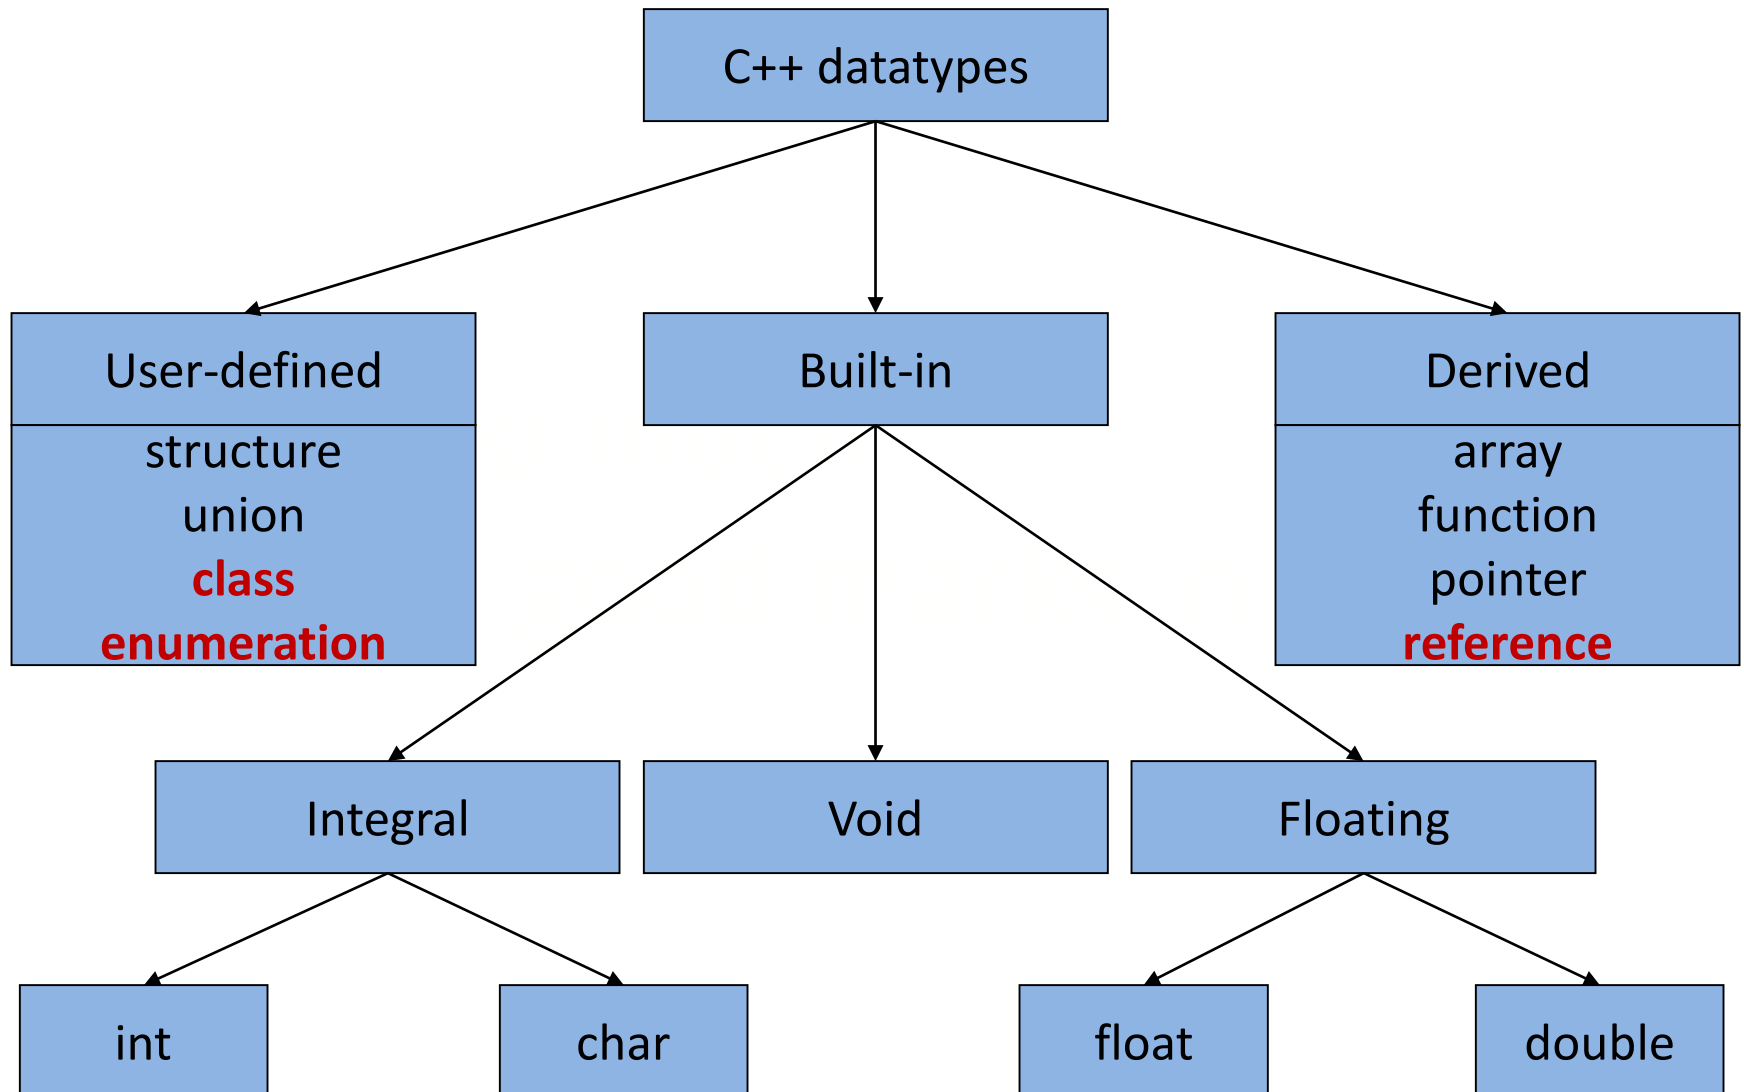 C++ datatypes
User-defined
structure
union
class
enumeration
Built-in
Derived
array
function
pointer
reference
Integral
Void
Floating
int
char
float
double